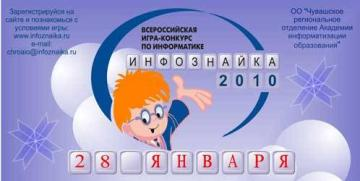 Зарегистрируйся на
сайте и познакомься с
условиями игры:
www.infoznaika.ru
e-mail:
chroaio@infoznaika.ru
ВСЕРОССИЙСКАЯ
ИГРА-КОНКУРС
ПО ИНФОРМАТИКЕ
ИНФОЗНАЙКА
2010
ОО "Чувашское
региональное
отделение Академии
информатизации
образования"
28 ЯНВАРЯ